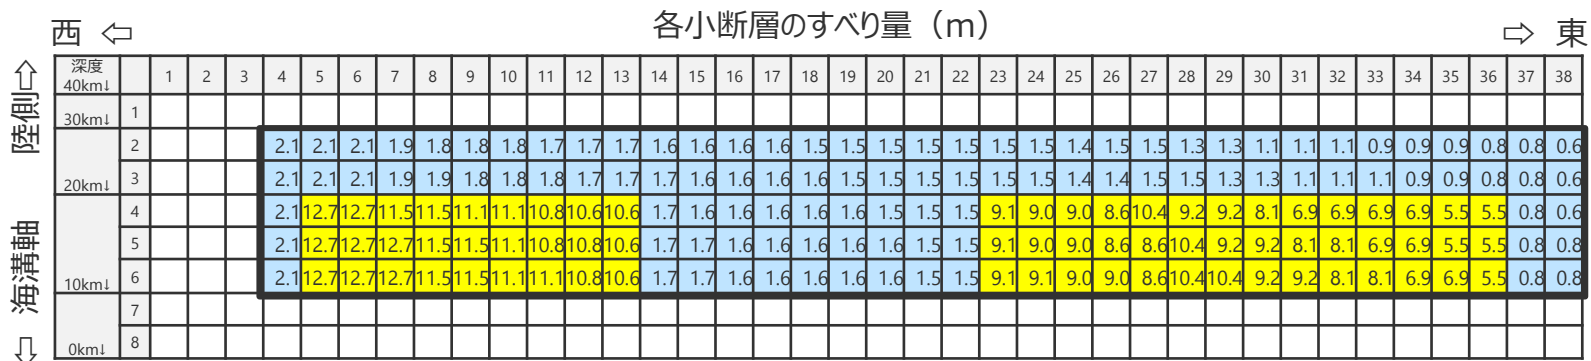 各小断層のすべり量（m）
西 ⇦
⇨ 東
⇦ 陸側
海溝軸 ⇨
深度 40km↓ 1 2 3 4 5 6 7 8 9 10 11 12 13 14 15 16 17 18 19 20 21 22 23 24 25 26 27 28 29 30 31 32 33 34 35 36 37 38
30km↓ 1
2 2.1 2.1 2.1 1.9 1.8 1.8 1.8 1.7 1.7 1.7 1.6 1.6 1.6 1.6 1.5 1.5 1.5 1.5 1.5 1.5 1.5 1.4 1.5 1.5 1.3 1.3 1.1 1.1 1.1 0.9 0.9 0.9 0.8 0.8 0.6
20km↓ 3 2.1 2.1 2.1 1.9 1.9 1.8 1.8 1.8 1.7 1.7 1.7 1.6 1.6 1.6 1.6 1.5 1.5 1.5 1.5 1.5 1.5 1.4 1.4 1.5 1.5 1.3 1.3 1.1 1.1 1.1 0.9 0.9 0.8 0.8 0.6
4 2.1 12.7 12.7 11.5 11.5 11.1 11.1 10.8 10.6 10.6 1.7 1.6 1.6 1.6 1.6 1.6 1.5 1.5 1.5 9.1 9.0 9.0 8.6 10.4 9.2 9.2 8.1 6.9 6.9 6.9 6.9 5.5 5.5 0.8 0.6
5 2.1 12.7 12.7 12.7 11.5 11.5 11.1 10.8 10.8 10.6 1.7 1.7 1.6 1.6 1.6 1.6 1.6 1.5 1.5 9.1 9.0 9.0 8.6 8.6 10.4 9.2 9.2 8.1 8.1 6.9 6.9 5.5 5.5 0.8 0.8
10km↓ 6 2.1 12.7 12.7 12.7 11.5 11.5 11.1 11.1 10.8 10.6 1.7 1.7 1.6 1.6 1.6 1.6 1.6 1.5 1.5 9.1 9.1 9.0 9.0 8.6 10.4 10.4 9.2 9.2 8.1 8.1 6.9 6.9 5.5 0.8 0.8
7
0km↓ 8